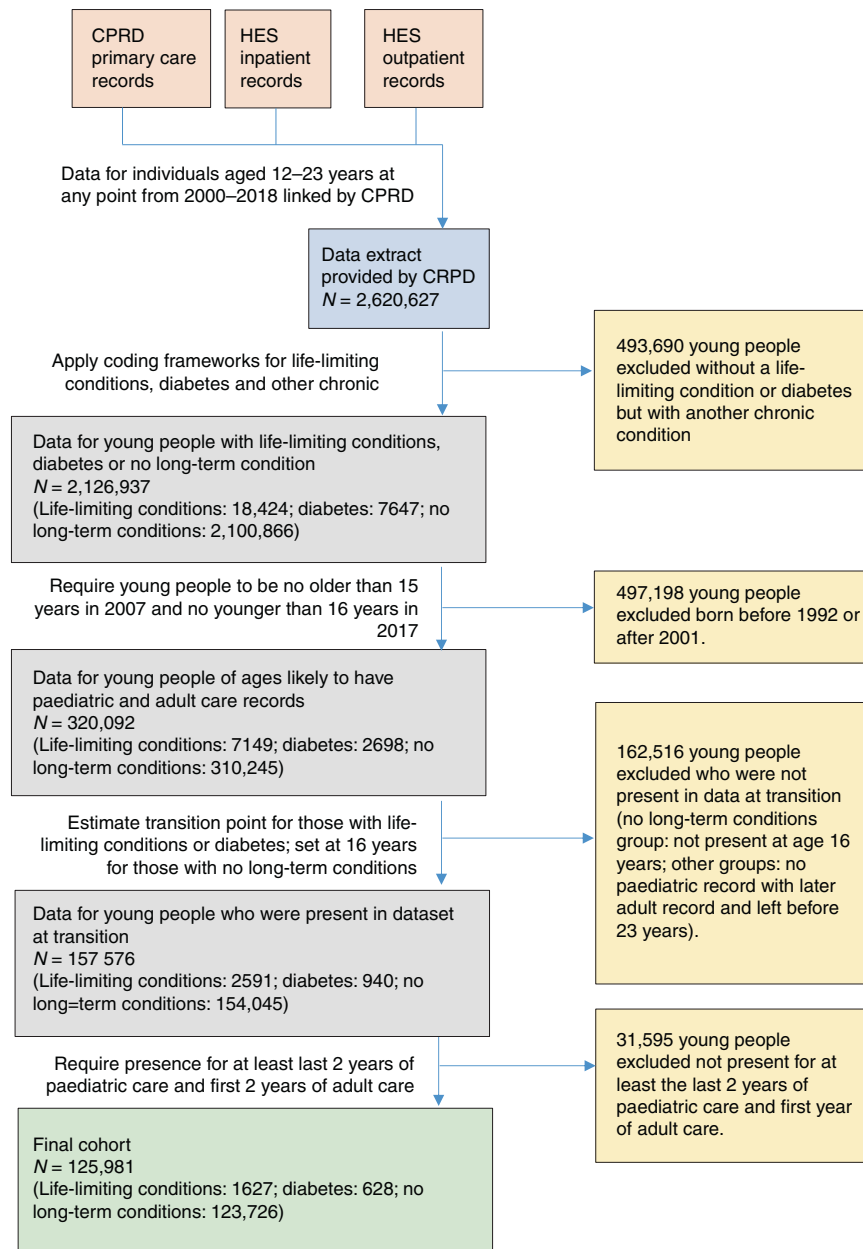 CPRD
primary care
records
HES
inpatient
records
HES
outpatient
records
Data for individuals aged 12–23 years at
any point from 2000–2018 linked by CPRD
Data extract
provided by CRPD
N = 2,620,627
Apply coding frameworks for life-limiting
conditions, diabetes and other chronic
493,690 young people
excluded without a life-
limiting condition or diabetes
but with another chronic
condition
Data for young people with life-limiting conditions,
diabetes or no long-term condition
N = 2,126,937
(Life-limiting conditions: 18,424; diabetes: 7647; no
long-term conditions: 2,100,866)
Require young people to be no older than 15
years in 2007 and no younger than 16 years in
2017
497,198 young people
excluded born before 1992 or
after 2001.
Data for young people of ages likely to have
paediatric and adult care records
N = 320,092
(Life-limiting conditions: 7149; diabetes: 2698; no
long-term conditions: 310,245)
Estimate transition point for those with life-
limiting conditions or diabetes; set at 16 years
for those with no long-term conditions
162,516 young people
excluded who were not
present in data at transition
(no long-term conditions
group: not present at age 16
years; other groups: no
paediatric record with later
adult record and left before
23 years).
Data for young people who were present in dataset
at transition
N = 157 576
(Life-limiting conditions: 2591; diabetes: 940; no
long=term conditions: 154,045)
Require presence for at least last 2 years of
paediatric care and first 2 years of adult care
31,595 young people
excluded not present for at
least the last 2 years of
paediatric care and first year
of adult care.
Final cohort
N = 125,981
(Life-limiting conditions: 1627; diabetes: 628; no
long-term conditions: 123,726)